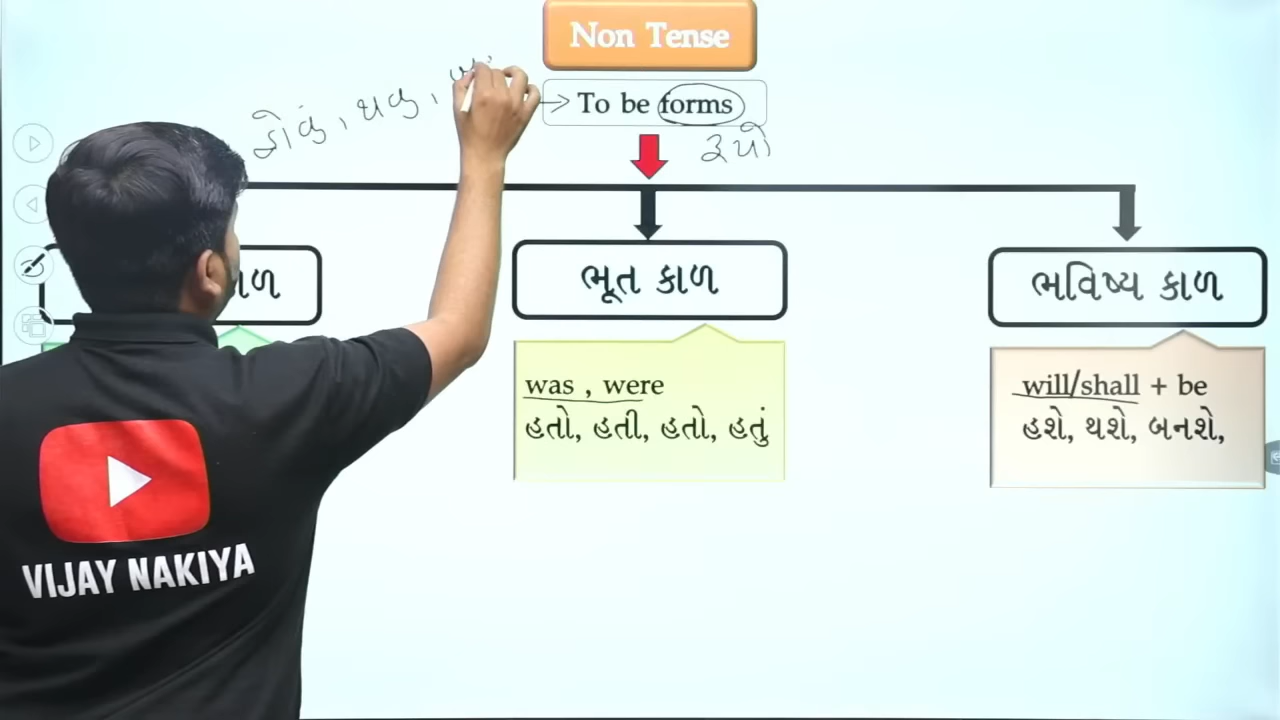 Non Tense
To be forms
હોવું, થવું,
રૂપો
કાળ
ભૂત કાળ
ભવિષ્ય કાળ
was , were
હતો, હતી, હતો, હતું
will/shall + be
હશે, થશે, બનશે,
VIJAY NAKIYA